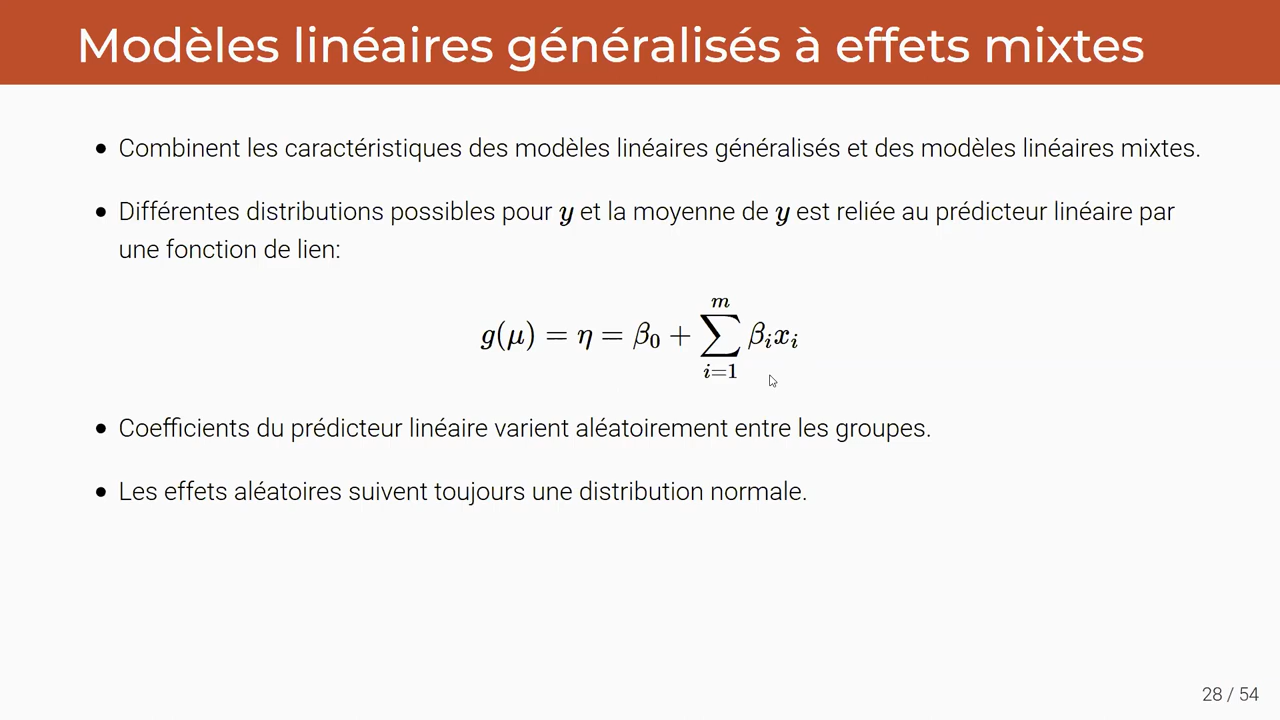 Modèles linéaires généralisés à effets mixtes
• Combinent les caractéristiques des modèles linéaires généralisés et des modèles linéaires mixtes.
• Différentes distributions possibles pour y et la moyenne de y est reliée au prédicteur linéaire par
une fonction de lien:
g(μ) = η = β₀ + ∑_{i=1}^{m} βᵢxᵢ
• Coefficients du prédicteur linéaire varient aléatoirement entre les groupes.
• Les effets aléatoires suivent toujours une distribution normale.
28 / 54